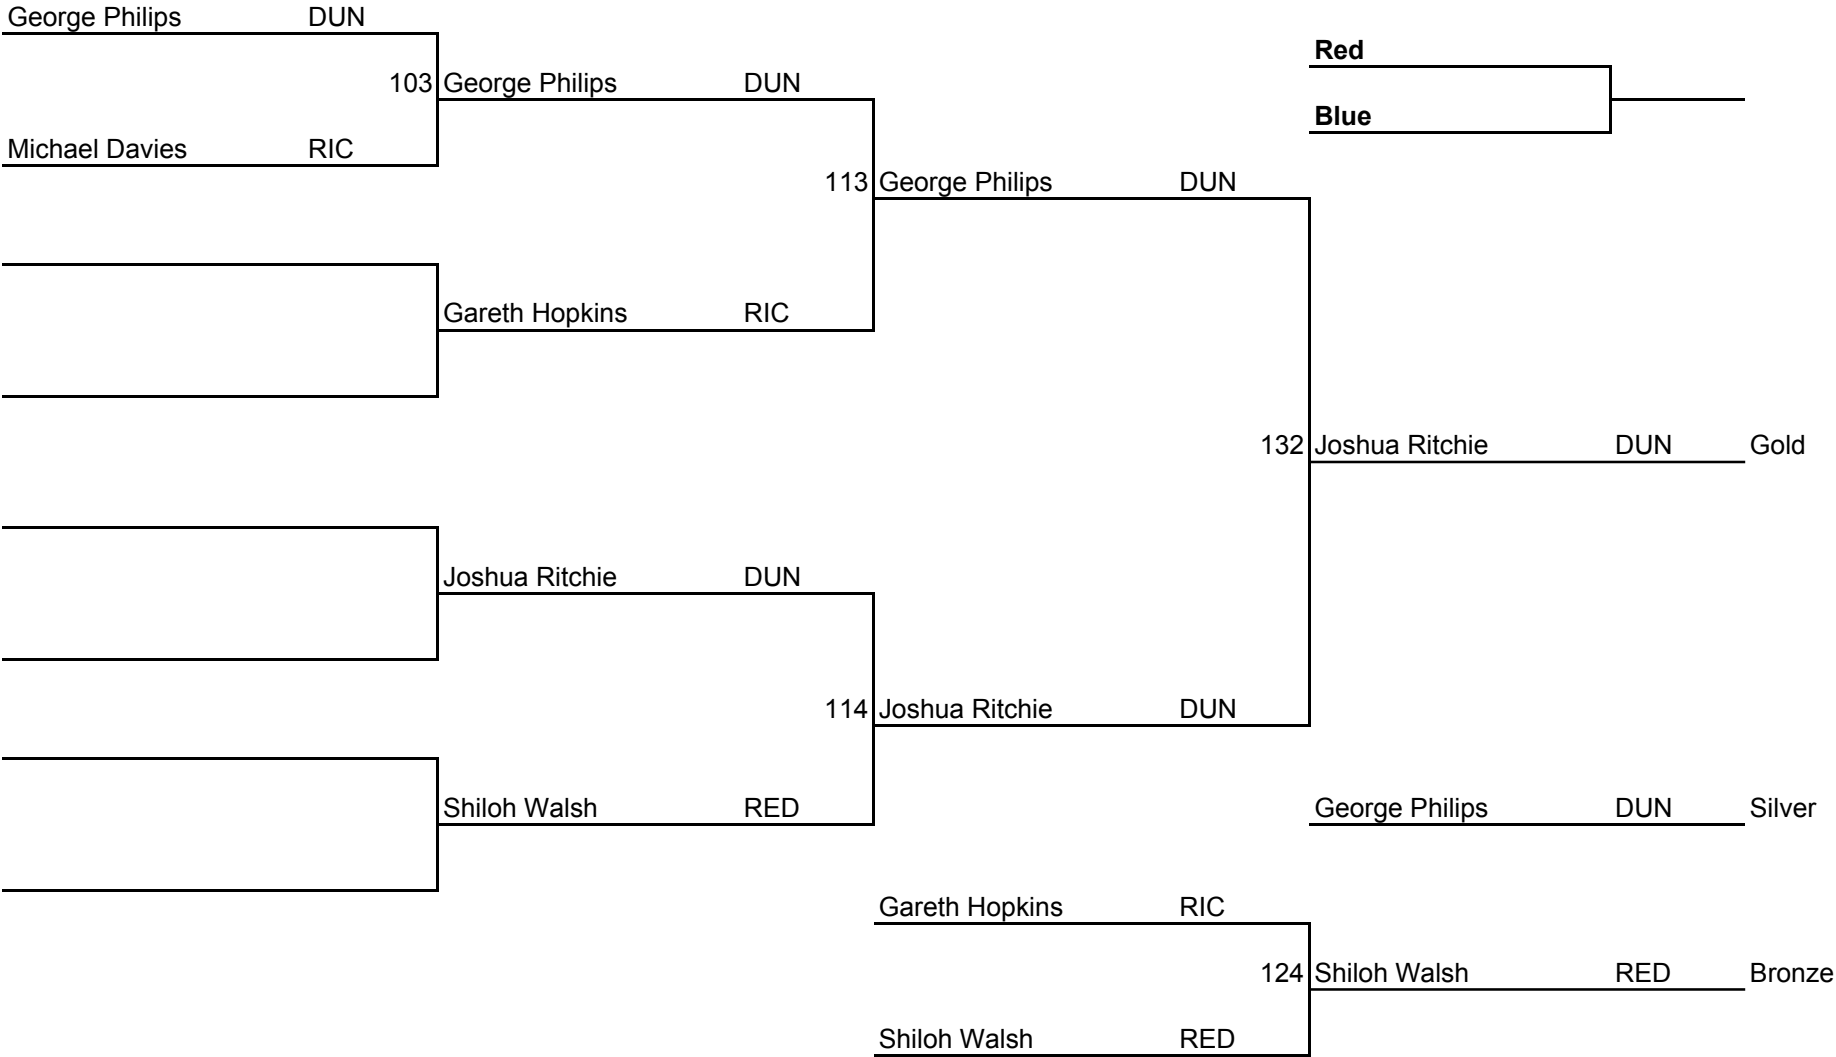 George Philips DUN
Red
103 George Philips DUN
Blue
Michael Davies RIC
113 George Philips DUN
Gareth Hopkins RIC
132 Joshua Ritchie DUN Gold
Joshua Ritchie DUN
114 Joshua Ritchie DUN
Shiloh Walsh RED
George Philips DUN Silver
Gareth Hopkins RIC
124 Shiloh Walsh RED Bronze
Shiloh Walsh RED